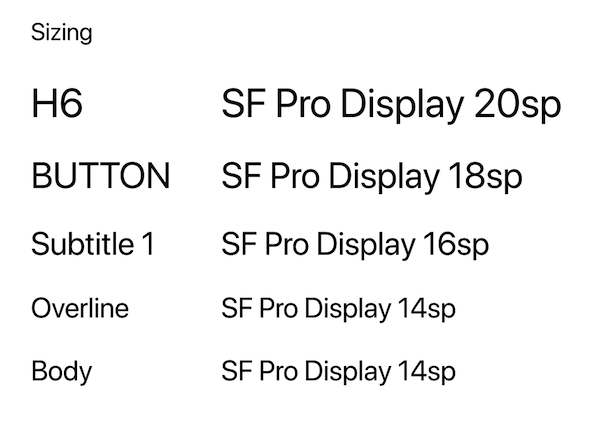 Sizing
H6 SF Pro Display 20sp
BUTTON SF Pro Display 18sp
Subtitle 1 SF Pro Display 16sp
Overline SF Pro Display 14sp
Body SF Pro Display 14sp